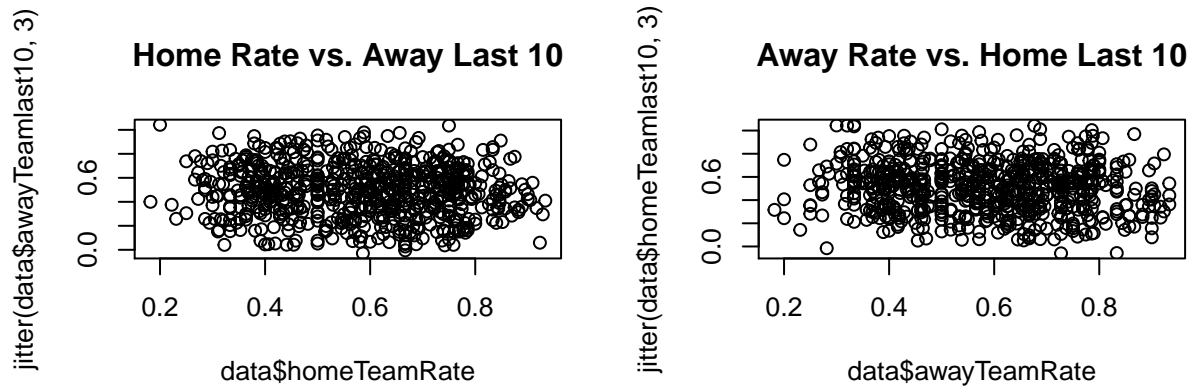 Home Rate vs. Away Last 10
jitter(data$awayTeamlast10, 3)
0.6
0.0
0.2 0.4 0.6 0.8
data$homeTeamRate
Away Rate vs. Home Last 10
jitter(data$homeTeamlast10, 3)
0.6
0.0
0.2 0.4 0.6 0.8
data$awayTeamRate